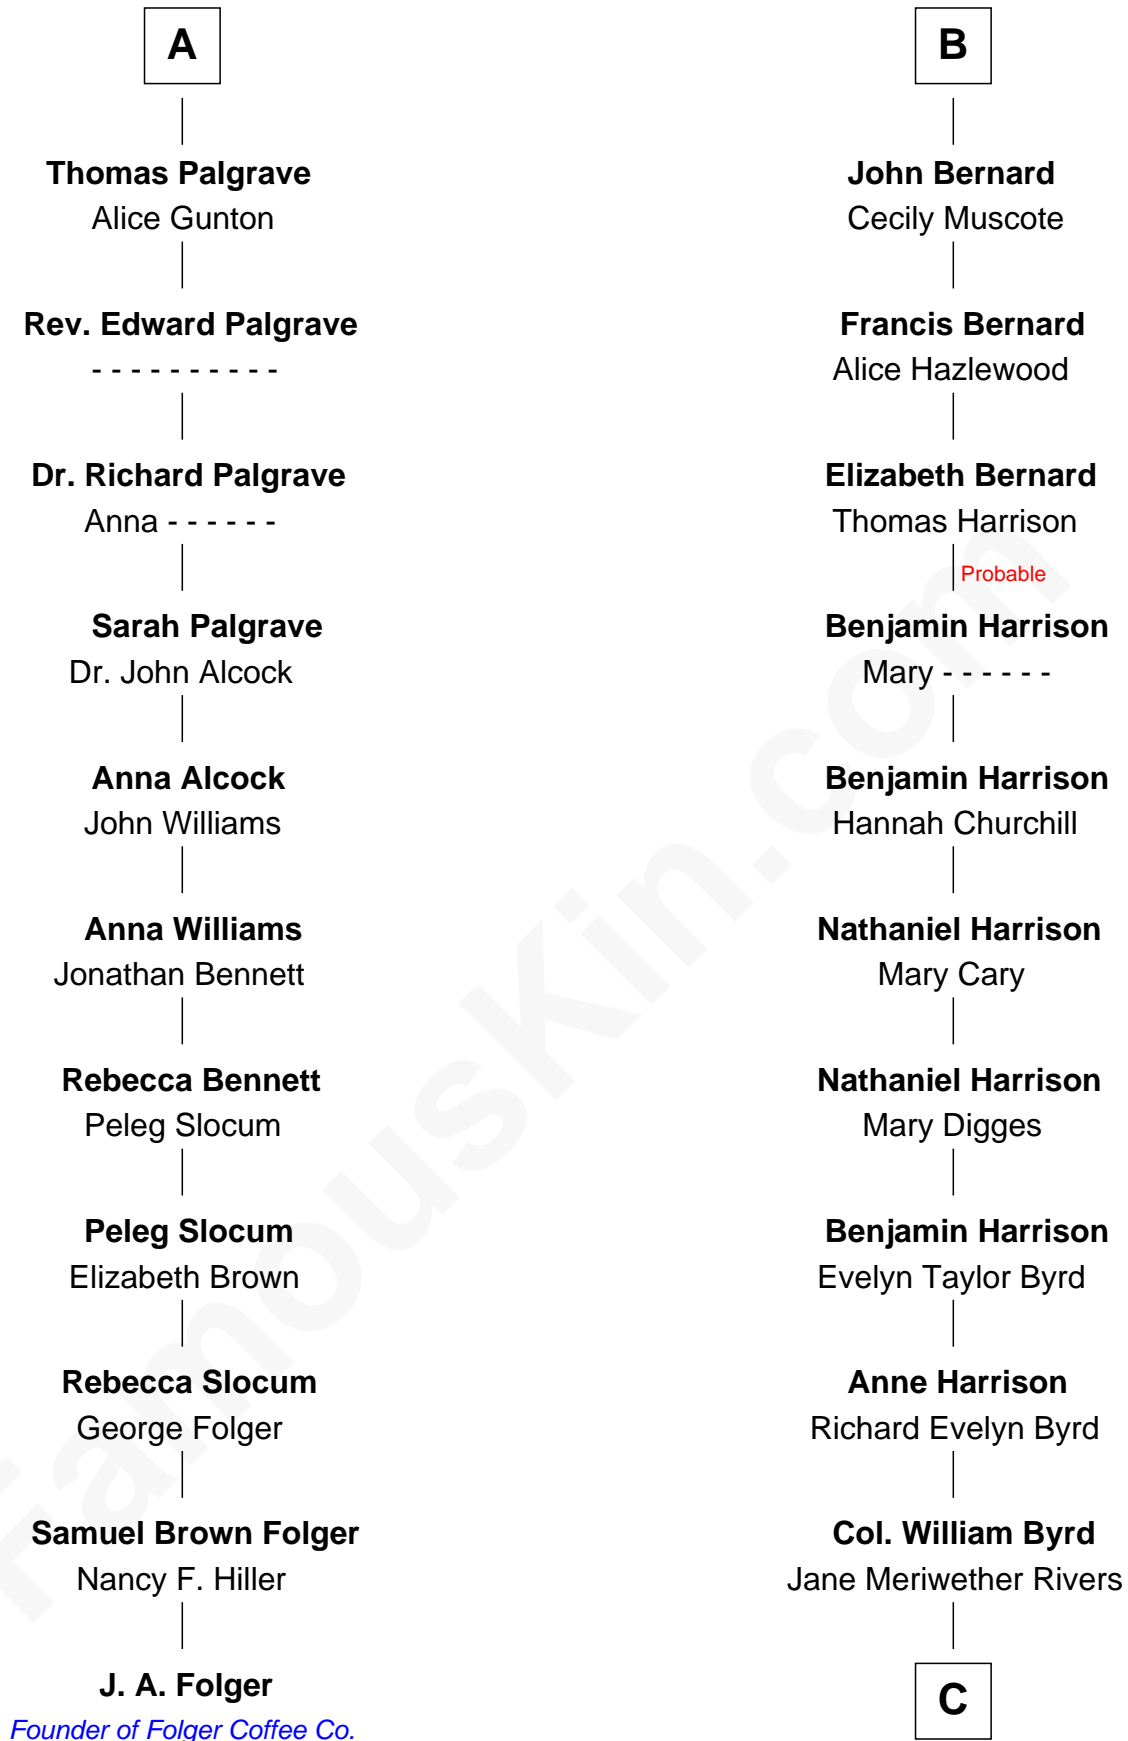 A
Thomas Palgrave
Alice Gunton
Rev. Edward Palgrave
- - - - - - - - - -
Dr. Richard Palgrave
Anna - - - - - -
Sarah Palgrave
Dr. John Alcock
Anna Alcock
John Williams
Anna Williams
Jonathan Bennett
Rebecca Bennett
Peleg Slocum
Peleg Slocum
Elizabeth Brown
Rebecca Slocum
George Folger
Samuel Brown Folger
Nancy F. Hiller
J. A. Folger
Founder of Folger Coffee Co.
B
John Bernard
Cecily Muscote
Francis Bernard
Alice Hazlewood
Elizabeth Bernard
Thomas Harrison
Probable
Benjamin Harrison
Mary - - - - - -
Benjamin Harrison
Hannah Churchill
Nathaniel Harrison
Mary Cary
Nathaniel Harrison
Mary Digges
Benjamin Harrison
Evelyn Taylor Byrd
Anne Harrison
Richard Evelyn Byrd
Col. William Byrd
Jane Meriwether Rivers
C
FamousKin.com